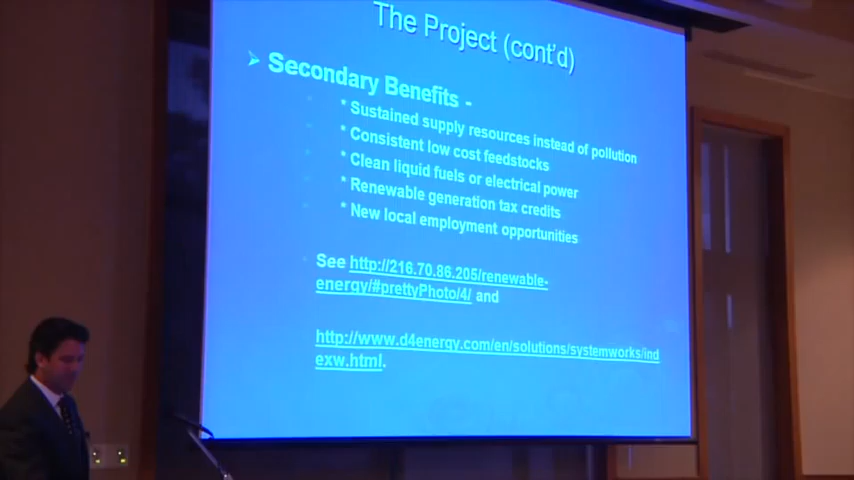 The Project (cont'd)
Secondary Benefits -
* Sustained supply resources instead of pollution
* Consistent low cost feedstocks
* Clean liquid fuels or electrical power
* Renewable generation tax credits
* New local employment opportunities
See http://216.70.86.205/renewable-
energy/#prettyPhoto/4/ and
http://www.d4energy.com/en/solutions/systemworks/ind
exw.html.